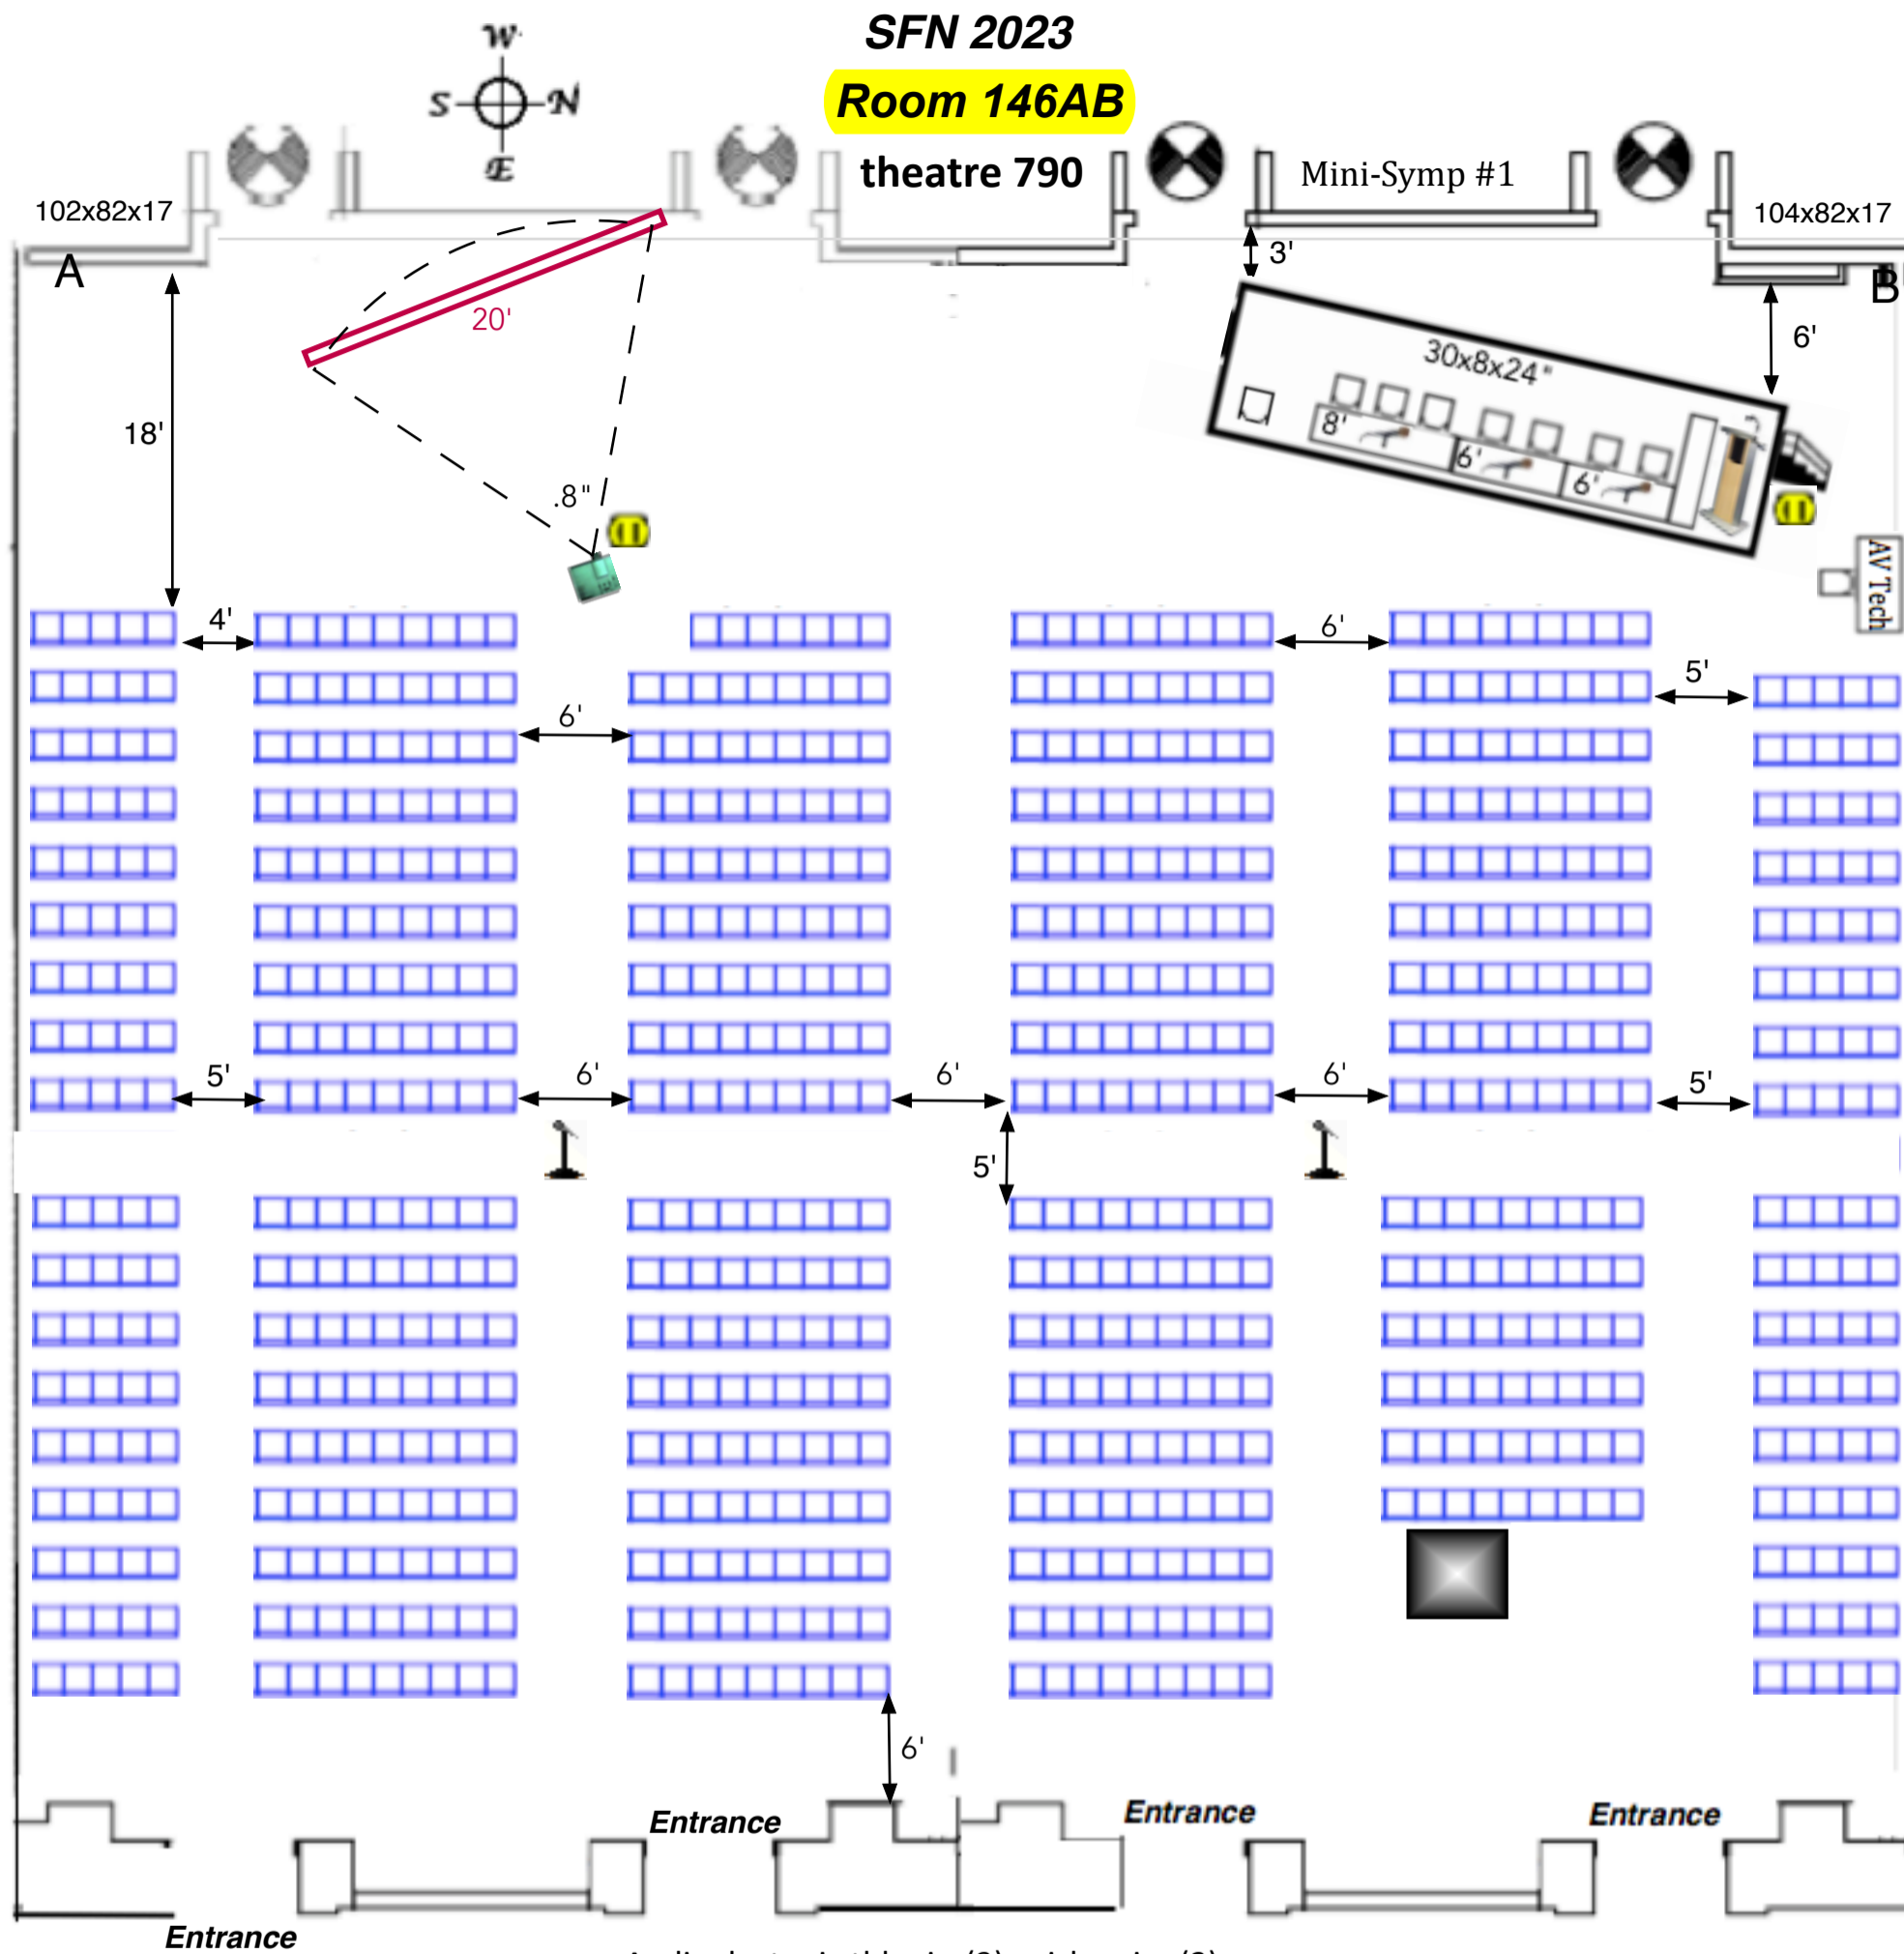 SFN 2023
W
Room 146AB
S N
E
theatre 790
Mini-Symp #1
102x82x17
104x82x17
A
3'
B
20'
6'
30x8x24"
18'
8'
6'
6'
.8"
AV Tech
4'
6'
5'
6'
5'
6'
6'
6'
5'
5'
6'
Entrance
Entrance
Entrance
Entrance